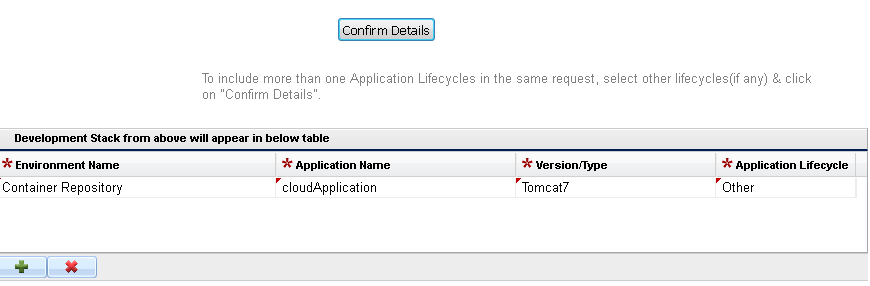 Confirm Details
To include more than one Application Lifecycles in the same request, select other lifecycles(if any) & click
on "Confirm Details".
Development Stack from above will appear in below table
* Environment Name * Application Name * Version/Type * Application Lifecycle
Container Repository cloudApplication Tomcat7 Other